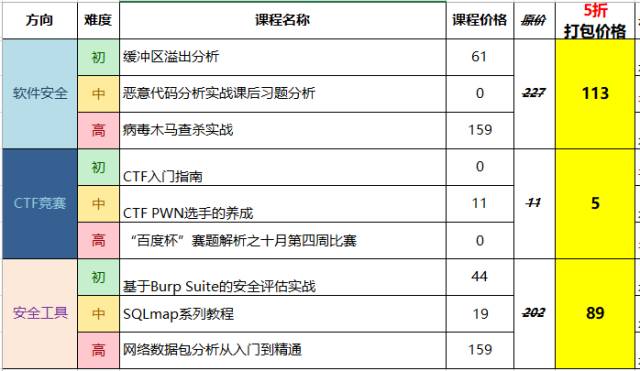 方向 难度 课程名称 课程价格 原价 5折
打包价格
初 缓冲区溢出分析 61
软件安全 中 恶意代码分析实战课后习题分析 0 227 113
高 病毒木马查杀实战 159
初 CTF入门指南 0
CTF竞赛 中 CTF PWN选手的养成 11 11 5
高 “百度杯”赛题解析之十月第四周比赛 0
初 基于Burp Suite的安全评估实战 44
安全工具 中 SQLmap系列教程 19 202 89
高 网络数据包分析从入门到精通 159